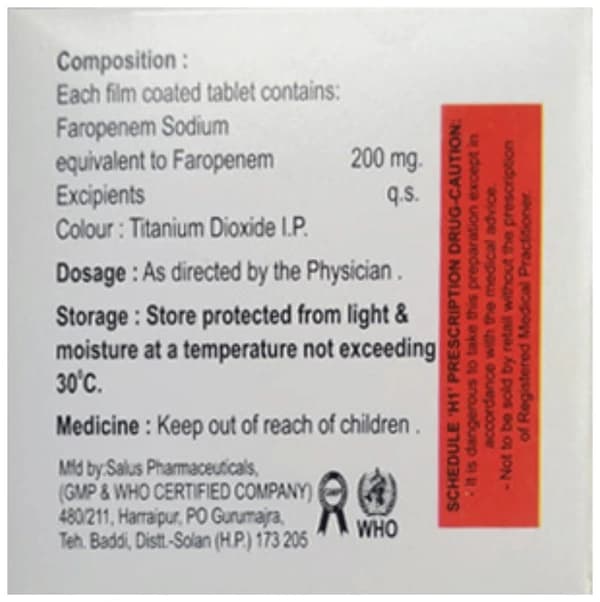 Composition :
Each film coated tablet contains:
Faropenem Sodium
equivalent to Faropenem 200 mg.
Excipients q.s.
Colour : Titanium Dioxide I.P.
Dosage : As directed by the Physician .
Storage : Store protected from light &
moisture at a temperature not exceeding
30°C.
Medicine : Keep out of reach of children .
Mfd by:Salus Pharmaceuticals,
(GMP & WHO CERTIFIED COMPANY)
480/211, Harraipur, PO Gurumajra,
Teh. Baddi, Distt.-Solan (H.P.) 173 205
GMP
WHO
SCHEDULE 'H1' PRESCRIPTION DRUG-CAUTION:
- It is dangerous to take this preparation except in
accordance with the medical advice.
- Not to be sold by retail without the prescription
of Registered Medical Practitioner.